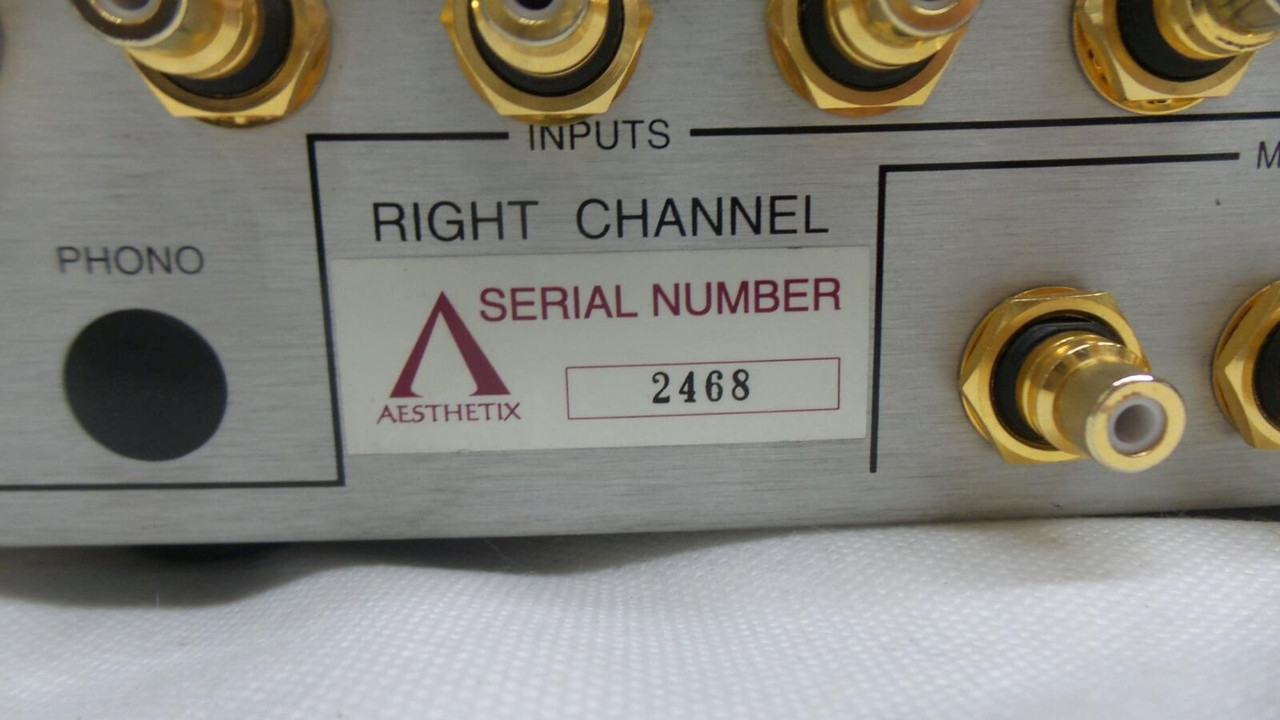 INPUTS
RIGHT CHANNEL
PHONO
SERIAL NUMBER
AESTHETIX
2468